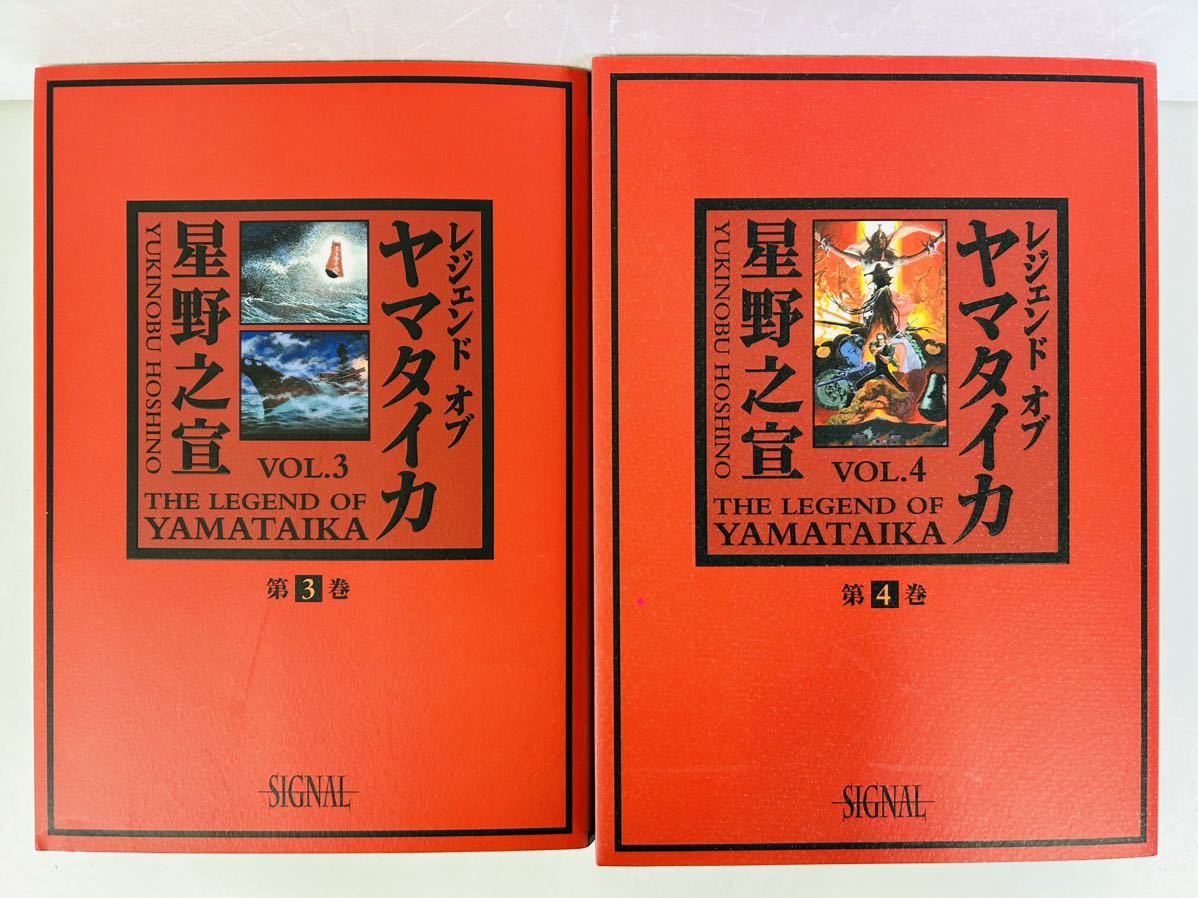 レジェンド オブ
ヤマタイカ
星野之宣
YUKINOBU HOSHINO
VOL.3
THE LEGEND OF
YAMATAIKA
第3巻
SIGNAL
レジェンド オブ
ヤマタイカ
星野之宣
YUKINOBU HOSHINO
VOL.4
THE LEGEND OF
YAMATAIKA
第4巻
SIGNAL